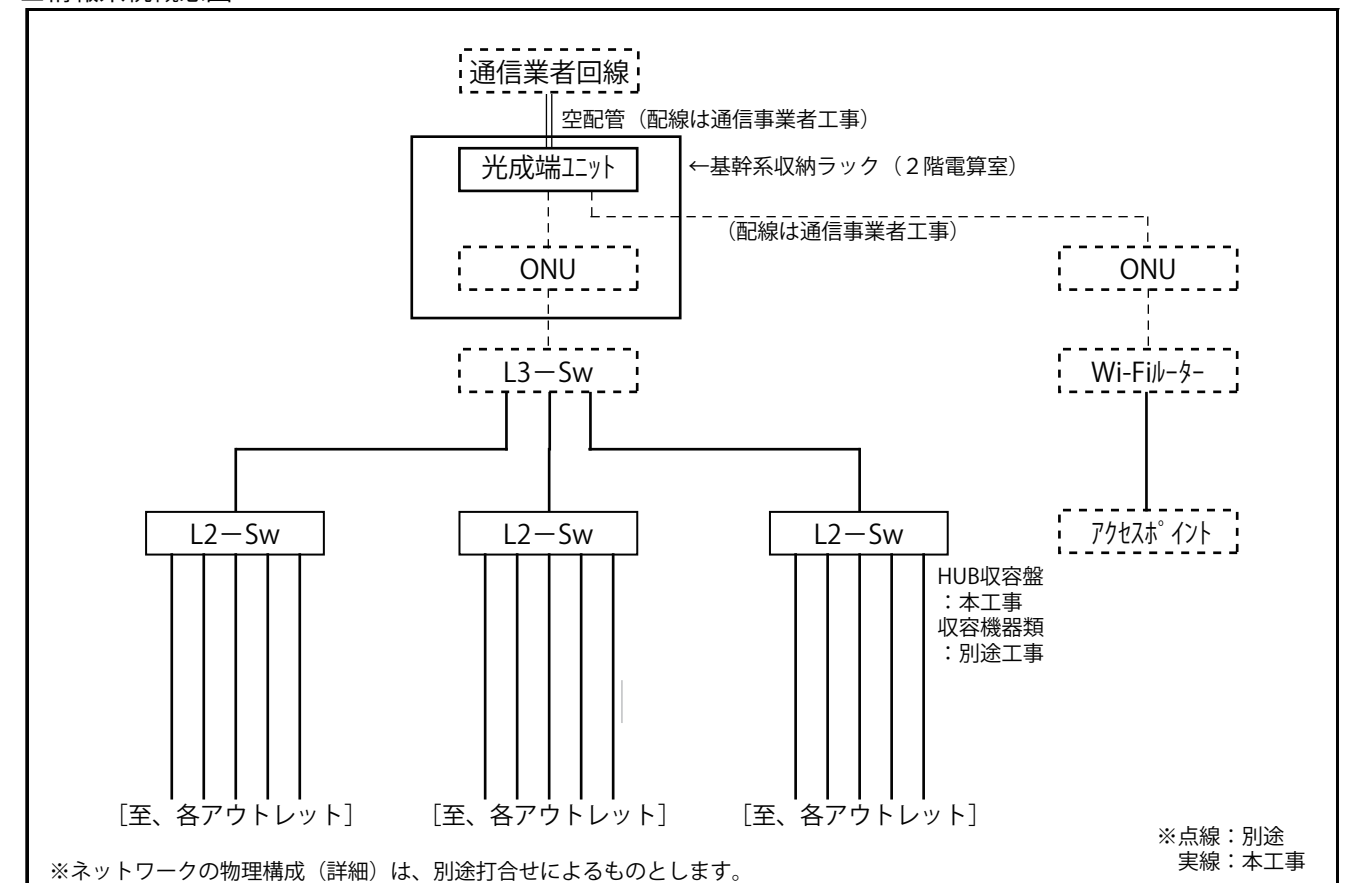 通信業者回線
空配管（配線は通信事業者工事）
光成端ﾕﾆｯﾄ
←基幹系収納ラック（２階電算室）
（配線は通信事業者工事）
ONU
ONU
L3－Sw
Wi-Fiﾙｰﾀｰ
L2－Sw
L2－Sw
L2－Sw
ｱｸｾｽﾎﾟｲﾝﾄ
HUB収容盤
：本工事
収容機器類
：別途工事
［至、各アウトレット］
［至、各アウトレット］
［至、各アウトレット］
※点線：別途
実線：本工事
※ネットワークの物理構成（詳細）は、別途打合せによるものとします。